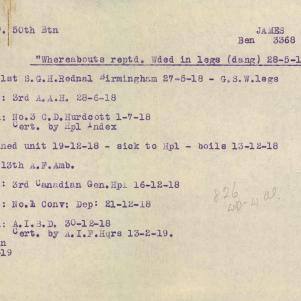 . 50th Btn JAMES
Ben 3368
"Whereabouts reptd. Wded in legs (dang) 28-5-1
1st S.G.H.Rednal Birmingham 27-5-18 - G.S.W.legs
: 3rd A.A.H. 28-6-18
: No.3 C.D.Hurdcott 1-7-18
Cert. by Hpl Index
ned unit 19-12-18 - sick to Hpl - boils 13-12-18
13th A.F.Amb.
: 3rd Canadian Gen.Hpl 16-12-18
: No.1 Conv: Dep: 21-12-18
: A.I.B.D. 30-12-18
Cert. by A.I.F.Hqrs 13-2-19.
n
19
826